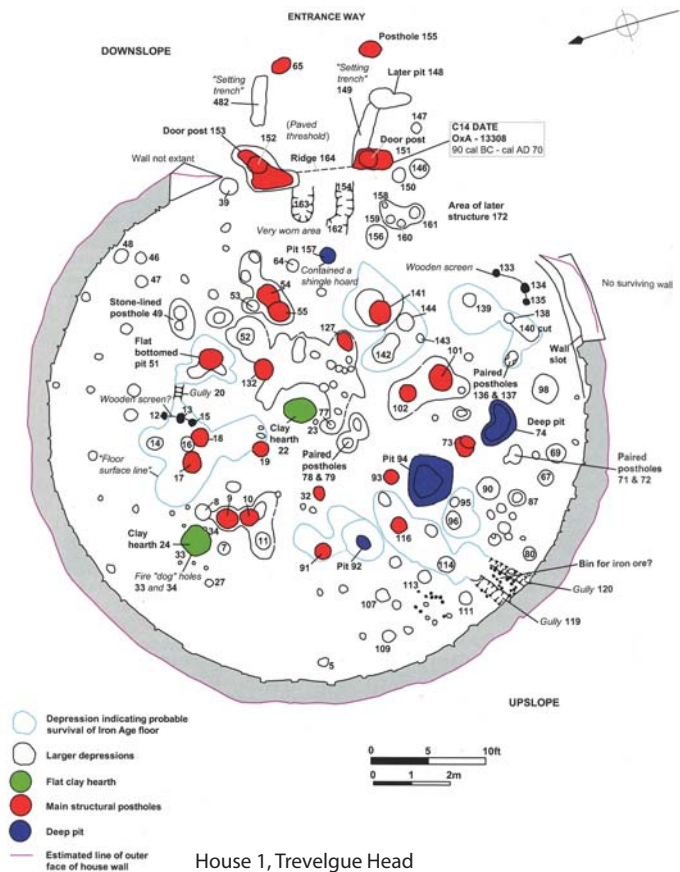 ENTRANCE WAY
DOWNSLOPE
Posthole 155
65
"Setting
trench"
482
"Setting
trench"
149
Later pit 148
147
(Paved
threshold)
Door post 153
152
Ridge 164
Door post
151
C14 DATE
OxA - 13308
90 cal BC - cal AD 70
Wall not extant
39
163
154
162
150
146
158
159
160
161
156
Area of later
structure 172
Very worn area
Pit 157
Contained a
shingle hoard
64
48
46
47
54
53
55
Stone-lined
posthole 49
52
Wooden screen
133
134
135
No surviving wall
141
144
143
142
139
138
140 cut
Wall
slot
127
Flat
bottomed
pit 51
132
101
102
Paired
postholes
136 & 137
98
Gully 20
Wooden screen?
12
13
15
Clay
hearth
22
77
23
Deep pit
74
14
16
18
17
19
"Floor
surface line"
Paired
postholes
78 & 79
73
69
67
Paired
postholes
71 & 72
Pit 94
93
32
90
87
95
96
8
9
10
34
11
7
Clay
hearth 24
33
Fire "dog" holes
33 and 34
27
116
91
Pit 92
80
114
113
Bin for iron ore?
Gully 120
Gully 119
107
111
109
5
UPSLOPE
Depression indicating probable
survival of Iron Age floor
Larger depressions
Flat clay hearth
Main structural postholes
Deep pit
Estimated line of outer
face of house wall
0 5 10ft
0 1 2m
House 1, Trevelgue Head